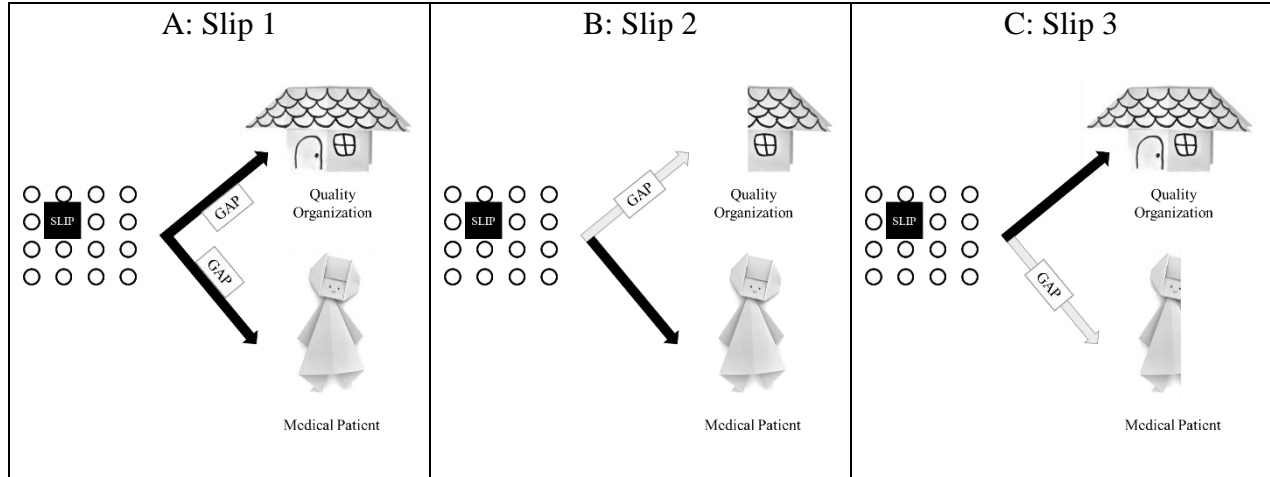 A: Slip 1
SLIP
GAP
GAP
Quality
Organization
Medical Patient
B: Slip 2
SLIP
GAP
Quality
Organization
Medical Patient
C: Slip 3
SLIP
GAP
Quality
Organization
Medical Patient